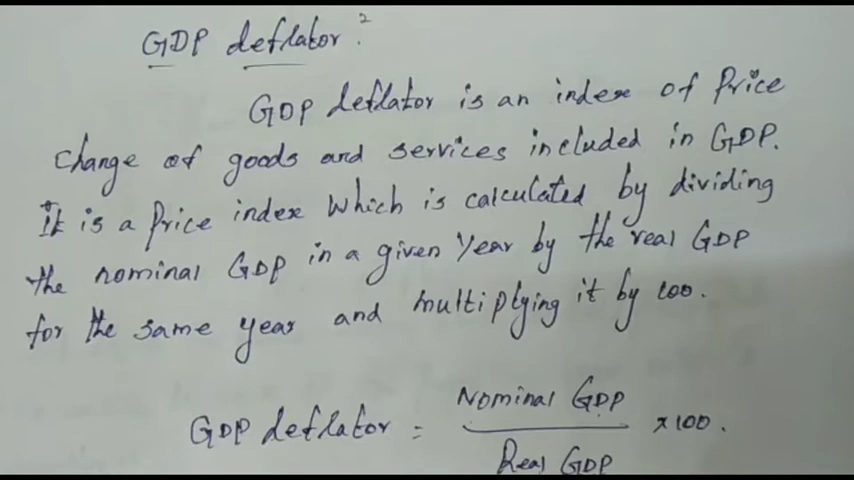 GDP deflator?
GDP deflator is an index of Price
change of goods and services included in GDP.
It is a Price index which is calculated by dividing
the nominal GDP in a given year by the real GDP
for the same year and multiplying it by 100.
GDP deflator = Nominal GDP / Real GDP × 100.